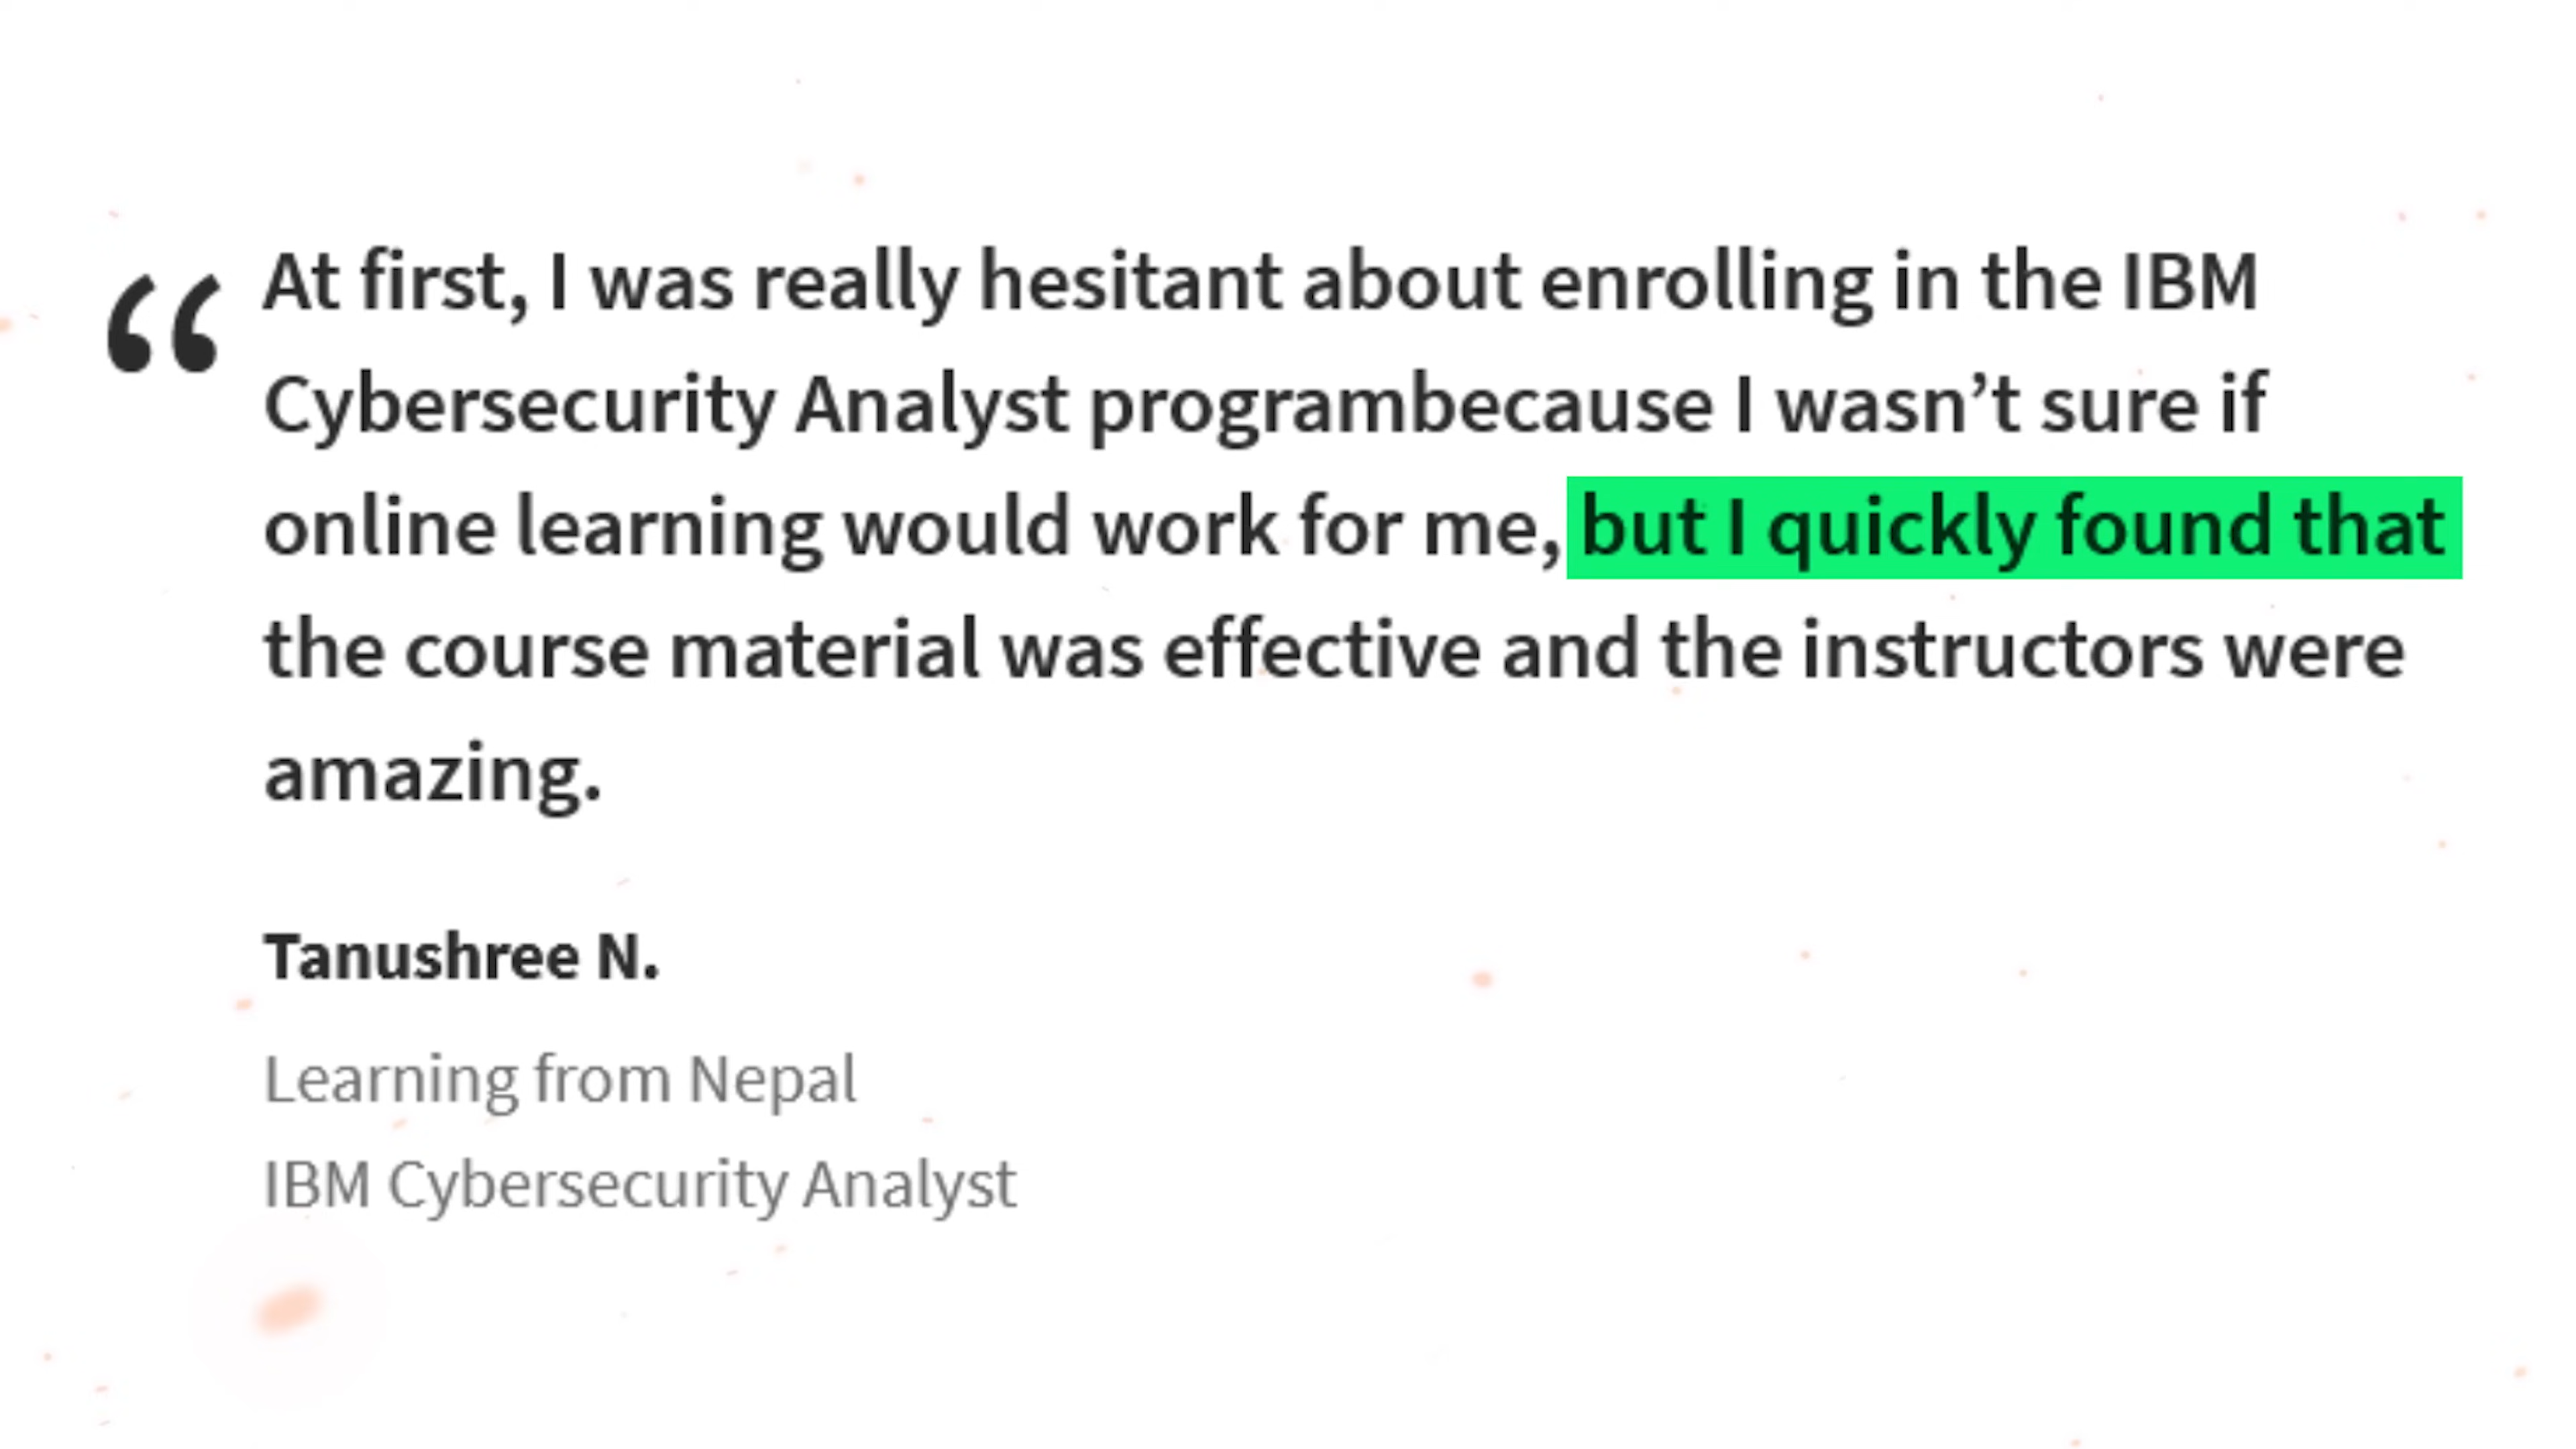 “At first, I was really hesitant about enrolling in the IBM
Cybersecurity Analyst programbecause I wasn’t sure if
online learning would work for me, but I quickly found that
the course material was effective and the instructors were
amazing.
Tanushree N.
Learning from Nepal
IBM Cybersecurity Analyst